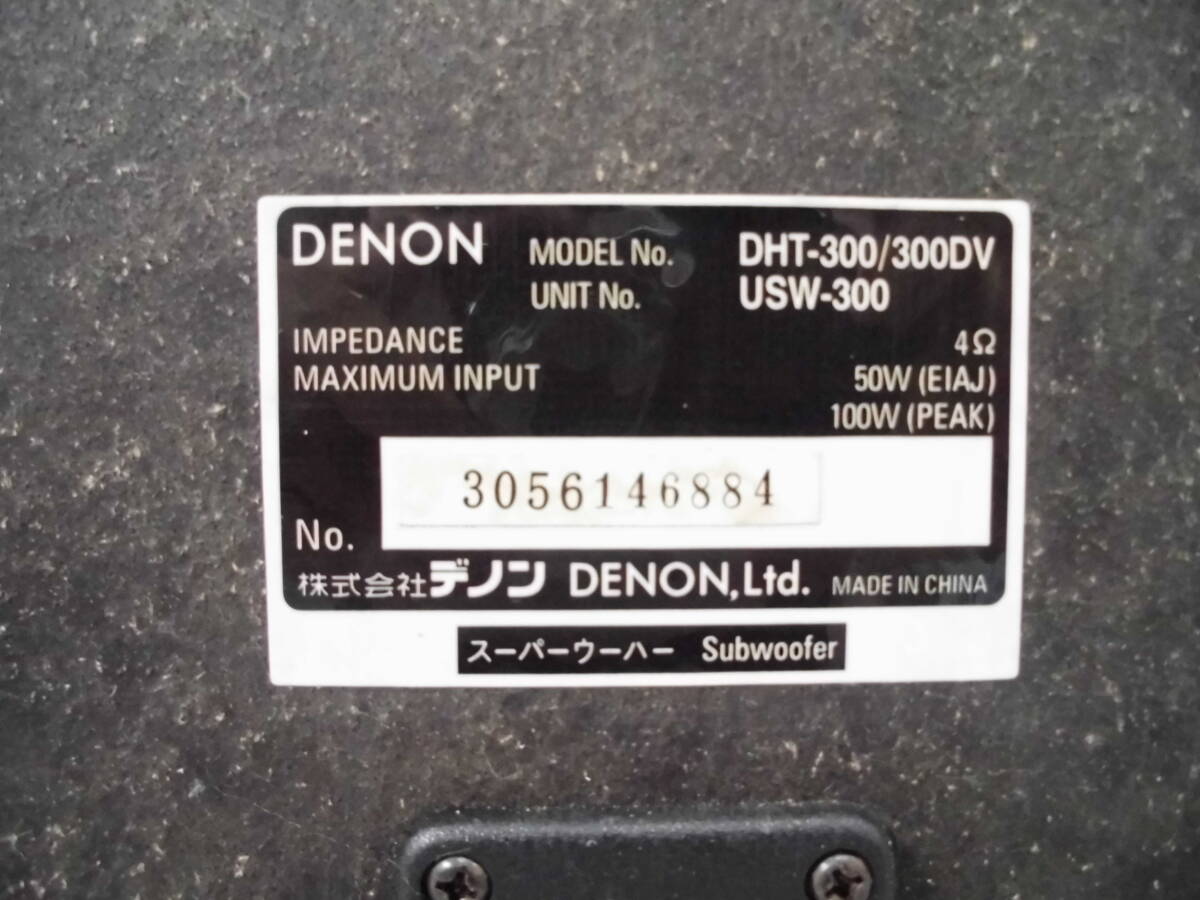 DENON MODEL No. DHT-300/300DV
UNIT No. USW-300
IMPEDANCE 4Ω
MAXIMUM INPUT 50W (EIAJ)
100W (PEAK)
No. 3056146884
株式会社デノン DENON,Ltd. MADE IN CHINA
スーパーウーハー Subwoofer